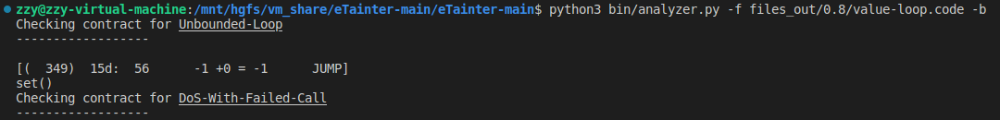 zzy@zzy-virtual-machine:/mnt/hgfs/vm_share/eTainter-main/eTainter-main$ python3 bin/analyzer.py -f files_out/0.8/value-loop.code -b
Checking contract for Unbounded-Loop
-----------------
[(  349)  15d:  56      -1 +0 = -1      JUMP]
set()
Checking contract for DoS-With-Failed-Call
-----------------